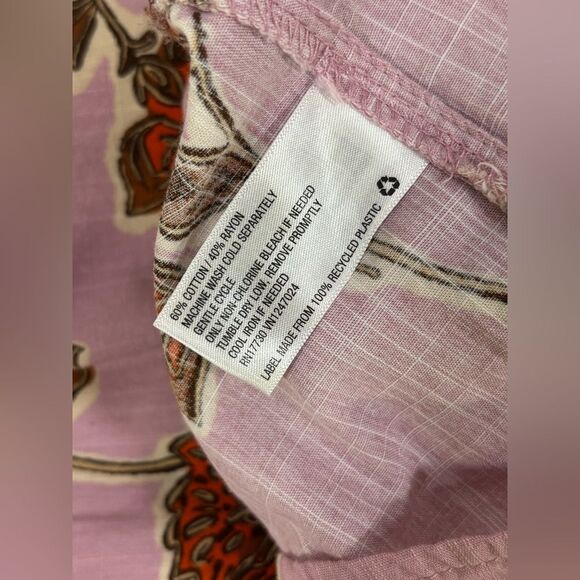 60% COTTON / 40% RAYON
MACHINE WASH COLD SEPARATELY
GENTLE CYCLE
ONLY NON-CHLORINE BLEACH IF NEEDED
TUMBLE DRY LOW, REMOVE PROMPTLY
COOL IRON IF NEEDED
RN17730 VN1247024
LABEL MADE FROM 100% RECYCLED PLASTIC